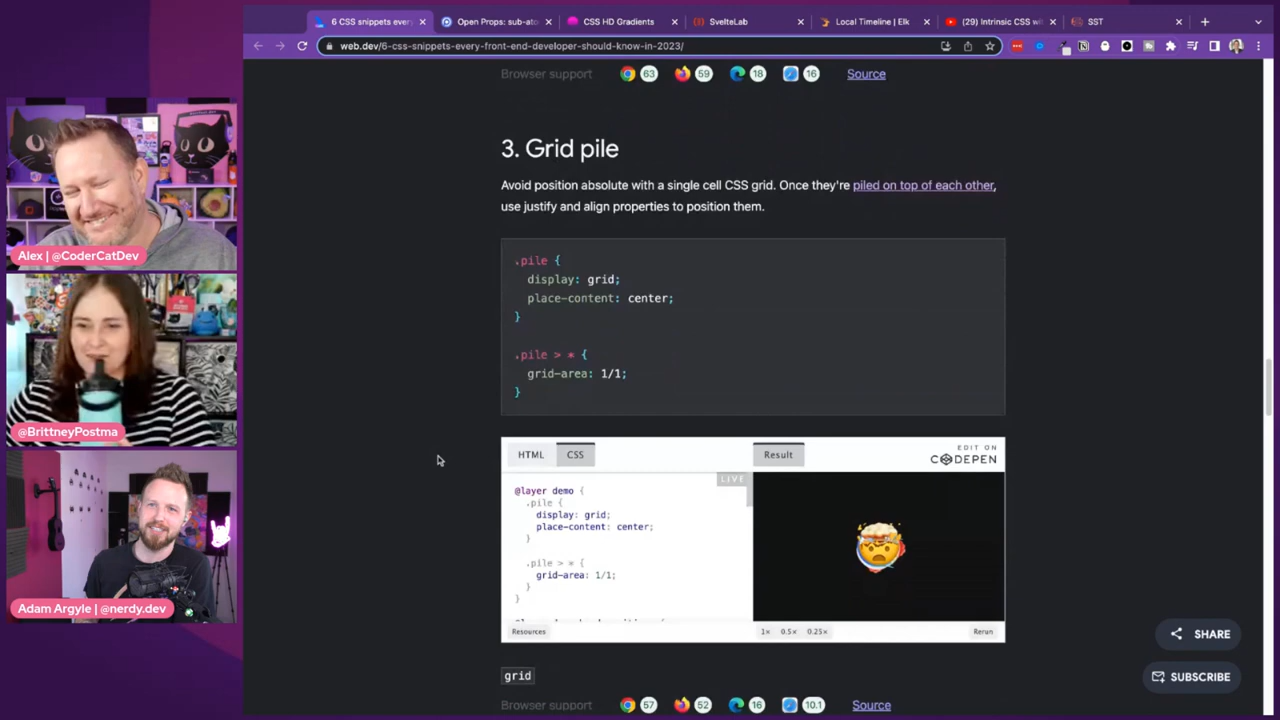 6 CSS snippets every
Open Props: sub-ato
CSS HD Gradients
SvelteLab
Local Timeline | Elk
(29) Intrinsic CSS wi
SST
web.dev/6-css-snippets-every-front-end-developer-should-know-in-2023/
Browser support 63 59 18 16 Source
3. Grid pile
Avoid position absolute with a single cell CSS grid. Once they're piled on top of each other,
use justify and align properties to position them.
.pile {
display: grid;
place-content: center;
}
.pile > * {
grid-area: 1/1;
}
HTML CSS Result
EDIT ON
CODEPEN
LIVE
@layer demo {
.pile {
display: grid;
place-content: center;
}
.pile > * {
grid-area: 1/1;
}
}
Resources 1× 0.5× 0.25× Rerun
grid
Browser support 57 52 16 10.1 Source
SHARE
SUBSCRIBE
Alex | @CoderCatDev
@BrittneyPostma
Adam Argyle | @nerdy.dev